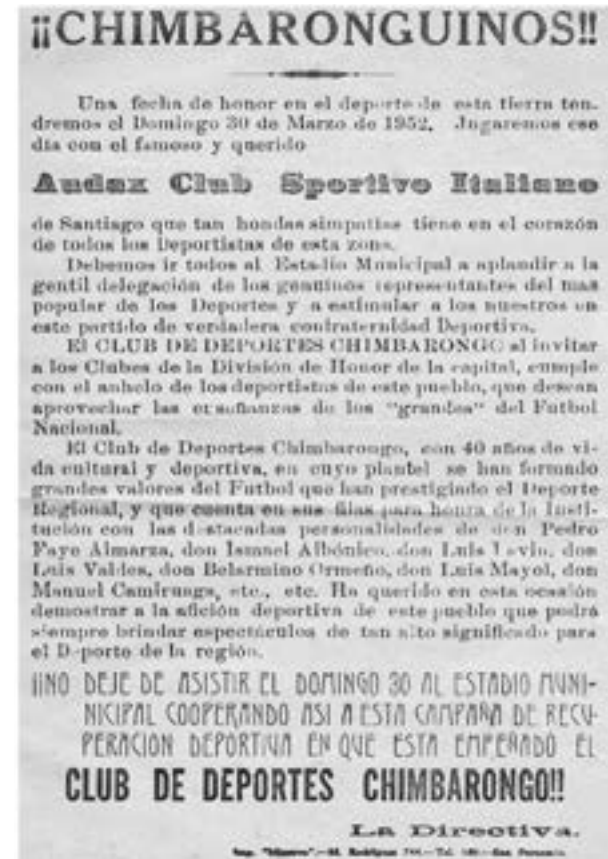 ¡¡CHIMBARONGUINOS!!
Una fecha de honor en el deporte de esta tierra ten-
dremos el Domingo 30 de Marzo de 1952. Jugaremos ese
día con el famoso y querido
Audax Club Sportivo Italiano
de Santiago que tan hondas simpatías tiene en el corazón
de todos los Deportistas de esta zona.
Debemos ir todos al Estadio Municipal a aplaudir a la
gentil delegación de los genuinos representantes del mas
popular de los Deportes y a estimular a los nuestros en
este partido de verdadera confraternidad Deportiva.
El CLUB DE DEPORTES CHIMBARONGO al invitar
a los Clubes de la División de Honor de la capital, cumple
con el anhelo de los deportistas de este pueblo, que desean
aprovechar las enseñanzas de los "grandes" del Futbol
Nacional.
El Club de Deportes Chimbarongo, con 40 años de vi-
da cultural y deportiva, en cuyo plantel se han formado
grandes valores del Futbol que han prestigiado el Deporte
Regional, y que cuenta en sus filas para honra de la Insti-
tución con las destacadas personalidades de don Pedro
Faye Almarza, don Ismael Albónico, don Luis don
Luis Valdes, don Belarmino Ormeño, don Luis Mayol, don
Manuel etc., etc. Ha querido en esta ocasión
demostrar a la afición deportiva de este pueblo que podrá
siempre brindar espectáculos de tan alto significado para
el Deporte de la región.
¡¡NO DEJE DE ASISTIR EL DOMINGO 30 AL ESTADIO MUNI-
NICIPAL COOPERANDO ASI A ESTA CAMPAÑA DE RECU-
PERACION DEPORTIVA EN QUE ESTA EMPEÑADO EL
CLUB DE DEPORTES CHIMBARONGO!!
La Directiva.
Imp. "Minerva".—M. Rodríguez —Tel. —San Fernando